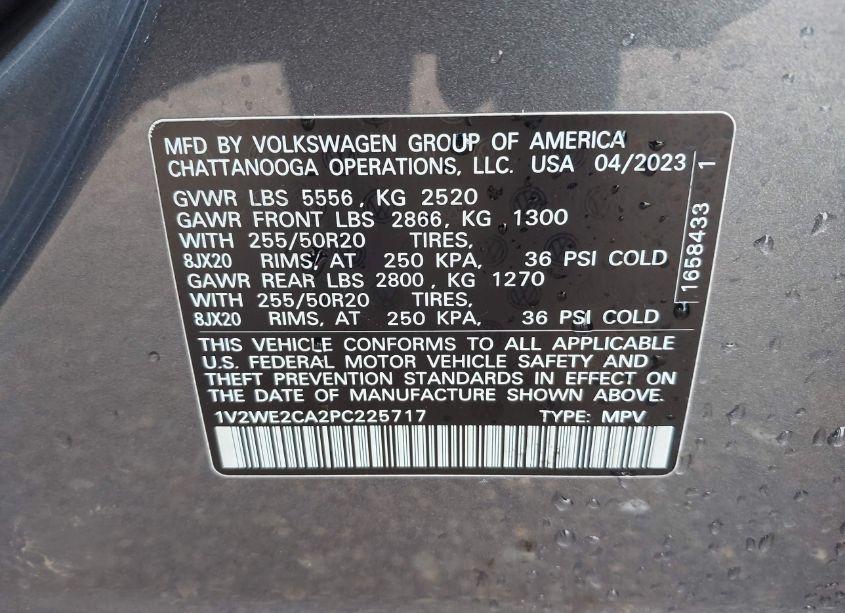 MFD BY VOLKSWAGEN GROUP OF AMERICA
CHATTANOOGA OPERATIONS, LLC. USA 04/2023
GVWR LBS 5556, KG 2520
GAWR FRONT LBS 2866, KG 1300
WITH 255/50R20 TIRES,
8JX20 RIMS, AT 250 KPA, 36 PSI COLD
GAWR REAR LBS 2800, KG 1270
WITH 255/50R20 TIRES,
8JX20 RIMS, AT 250 KPA, 36 PSI COLD
THIS VEHICLE CONFORMS TO ALL APPLICABLE
U.S. FEDERAL MOTOR VEHICLE SAFETY AND
THEFT PREVENTION STANDARDS IN EFFECT ON
THE DATE OF MANUFACTURE SHOWN ABOVE.
1V2WE2CA2PC225717 TYPE: MPV
1658433 1